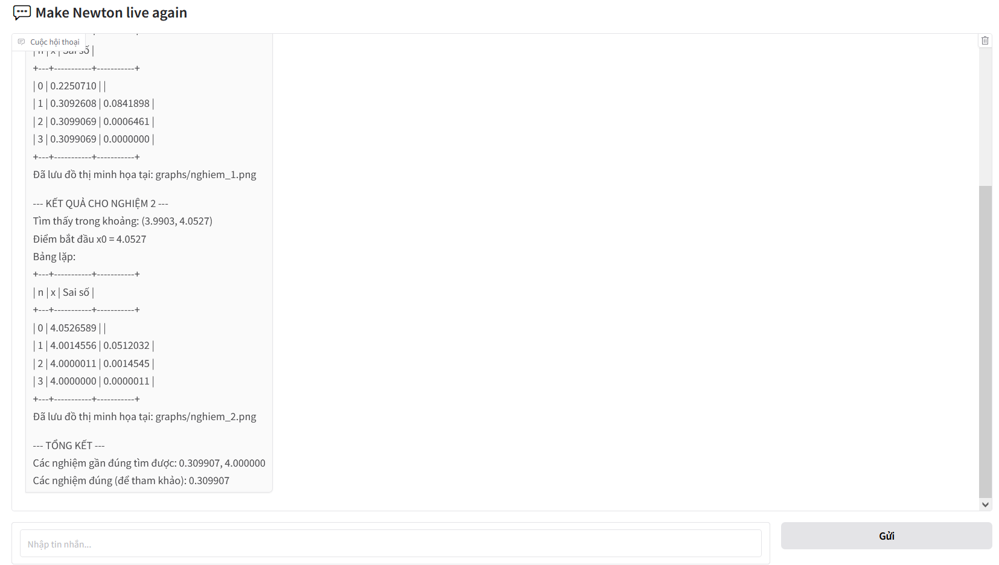 Make Newton live again
Cuộc hội thoại
| n | x | Sai số |
+---+-----------+-----------+
| 0 | 0.2250710 | |
| 1 | 0.3092608 | 0.0841898 |
| 2 | 0.3099069 | 0.0006461 |
| 3 | 0.3099069 | 0.0000000 |
+---+-----------+-----------+
Đã lưu đồ thị minh họa tại: graphs/nghiem_1.png
--- KẾT QUẢ CHO NGHIỆM 2 ---
Tìm thấy trong khoảng: (3.9903, 4.0527)
Điểm bắt đầu x0 = 4.0527
Bảng lặp:
+---+-----------+-----------+
| n | x | Sai số |
+---+-----------+-----------+
| 0 | 4.0526589 | |
| 1 | 4.0014556 | 0.0512032 |
| 2 | 4.0000011 | 0.0014545 |
| 3 | 4.0000000 | 0.0000011 |
+---+-----------+-----------+
Đã lưu đồ thị minh họa tại: graphs/nghiem_2.png
--- TỔNG KẾT ---
Các nghiệm gần đúng tìm được: 0.309907, 4.000000
Các nghiệm đúng (để tham khảo): 0.309907
Nhập tin nhắn...
Gửi